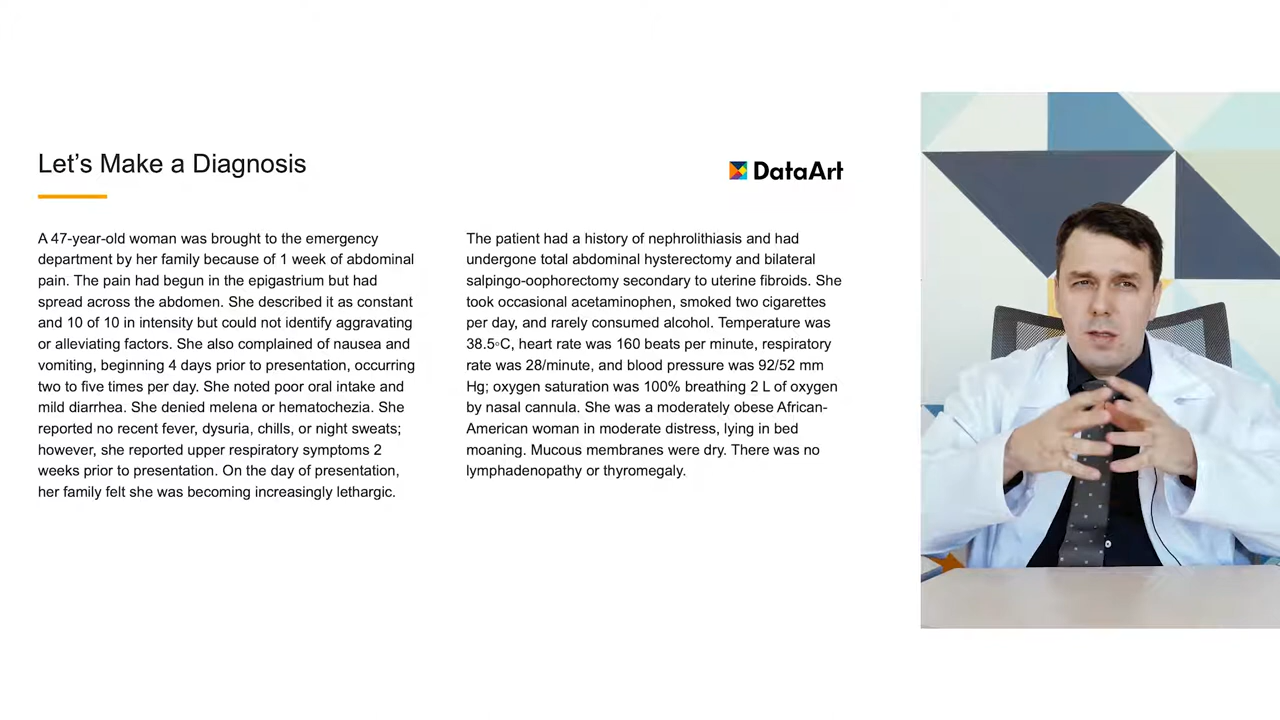 Let's Make a Diagnosis
DataArt
A 47-year-old woman was brought to the emergency
department by her family because of 1 week of abdominal
pain. The pain had begun in the epigastrium but had
spread across the abdomen. She described it as constant
and 10 of 10 in intensity but could not identify aggravating
or alleviating factors. She also complained of nausea and
vomiting, beginning 4 days prior to presentation, occurring
two to five times per day. She noted poor oral intake and
mild diarrhea. She denied melena or hematochezia. She
reported no recent fever, dysuria, chills, or night sweats;
however, she reported upper respiratory symptoms 2
weeks prior to presentation. On the day of presentation,
her family felt she was becoming increasingly lethargic.
The patient had a history of nephrolithiasis and had
undergone total abdominal hysterectomy and bilateral
salpingo-oophorectomy secondary to uterine fibroids. She
took occasional acetaminophen, smoked two cigarettes
per day, and rarely consumed alcohol. Temperature was
38.5◦C, heart rate was 160 beats per minute, respiratory
rate was 28/minute, and blood pressure was 92/52 mm
Hg; oxygen saturation was 100% breathing 2 L of oxygen
by nasal cannula. She was a moderately obese African-
American woman in moderate distress, lying in bed
moaning. Mucous membranes were dry. There was no
lymphadenopathy or thyromegaly.